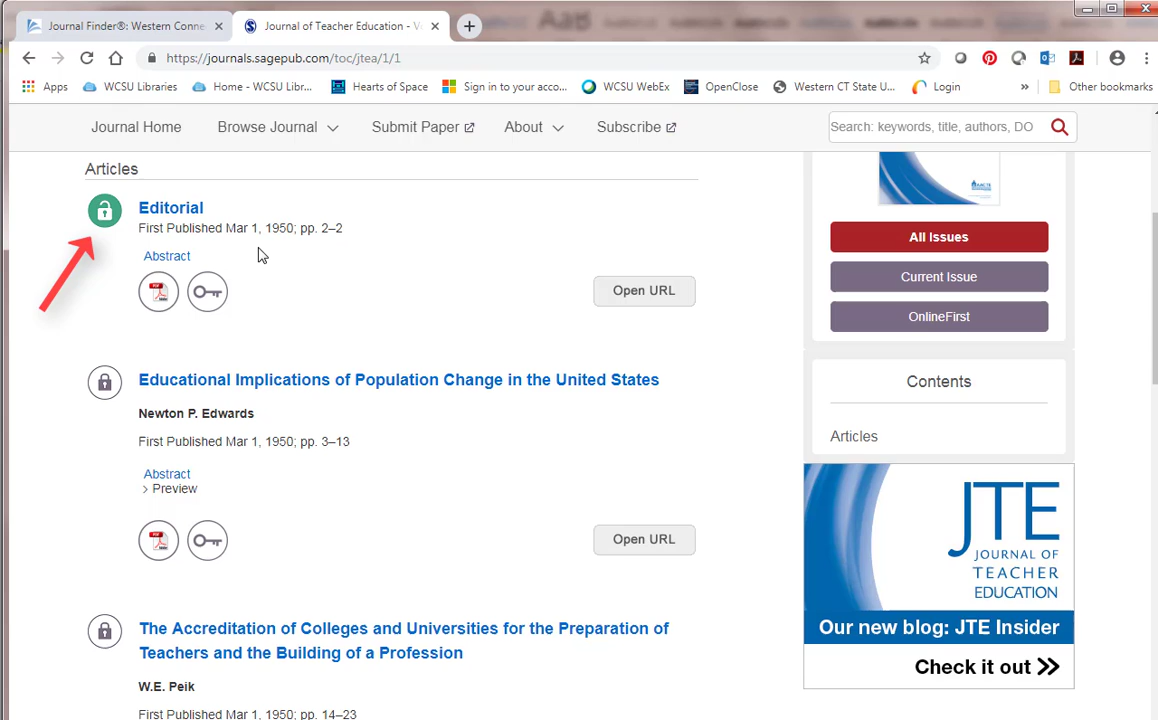 Journal Finder®: Western Conne
Journal of Teacher Education - V
https://journals.sagepub.com/toc/jtea/1/1
Apps
WCSU Libraries
Home - WCSU Libr...
Hearts of Space
Sign in to your acco...
WCSU WebEx
OpenClose
Western CT State U...
Login
»
Other bookmarks
Journal Home
Browse Journal
Submit Paper
About
Subscribe
Search: keywords, title, authors, DO
Articles
Editorial
First Published Mar 1, 1950; pp. 2–2
Abstract
Open URL
Educational Implications of Population Change in the United States
Newton P. Edwards
First Published Mar 1, 1950; pp. 3–13
Abstract
> Preview
Open URL
The Accreditation of Colleges and Universities for the Preparation of
Teachers and the Building of a Profession
W.E. Peik
First Published Mar 1, 1950; pp. 14–23
All Issues
Current Issue
OnlineFirst
Contents
Articles
JTE
JOURNAL OF
TEACHER
EDUCATION
Our new blog: JTE Insider
Check it out >>